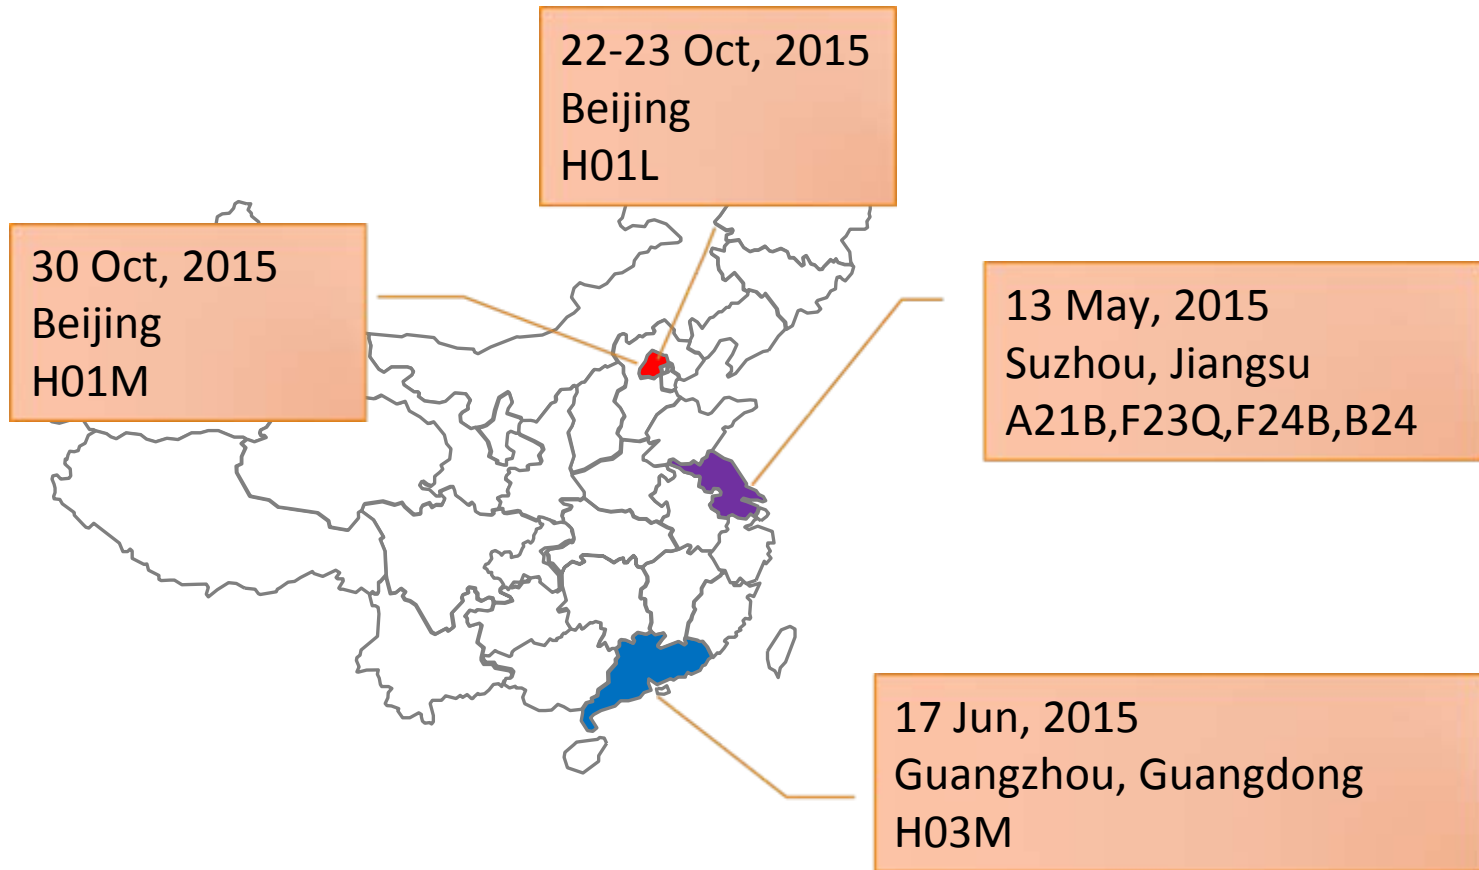 22-23 Oct, 2015
Beijing
H01L
30 Oct, 2015
Beijing
H01M
13 May, 2015
Suzhou, Jiangsu
A21B,F23Q,F24B,B24
17 Jun, 2015
Guangzhou, Guangdong
H03M